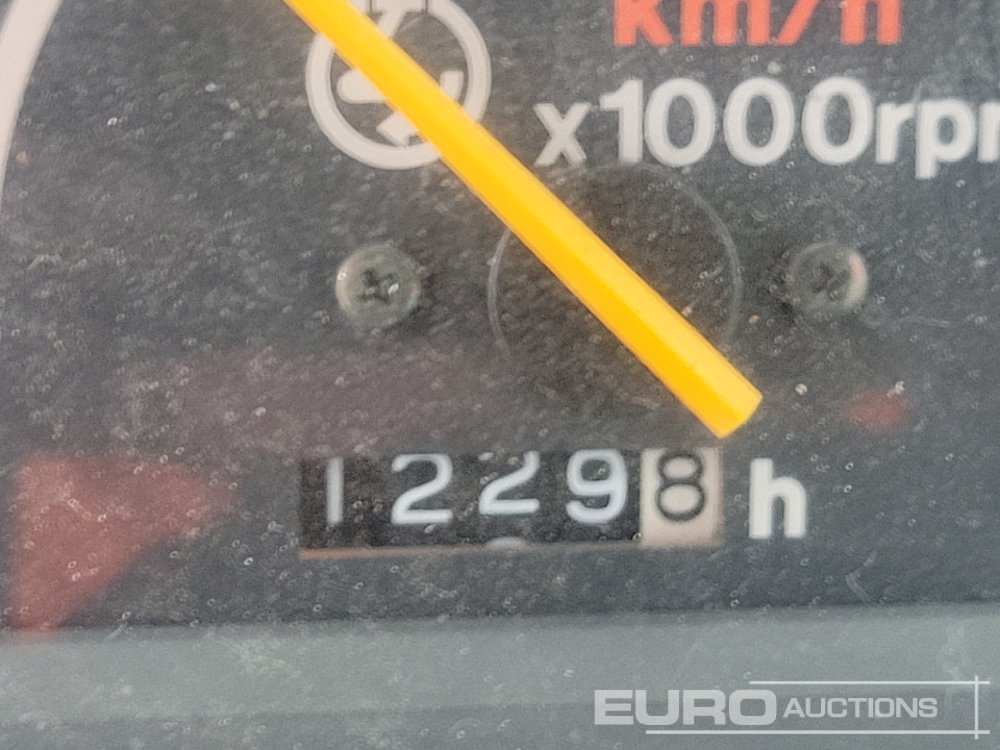 km/h
x1000rpm
12298 h
EURO AUCTIONS